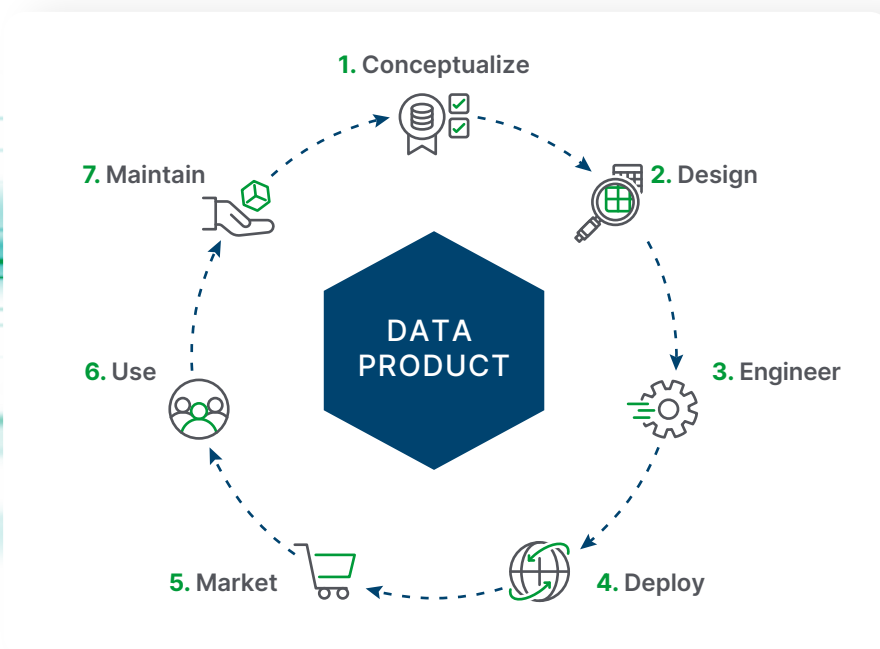 1. Conceptualize
2. Design
3. Engineer
4. Deploy
5. Market
6. Use
7. Maintain
DATA
PRODUCT